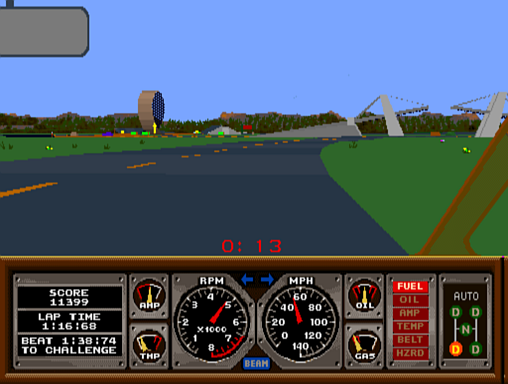 0:13
SCORE
11399
LAP TIME
1:16:68
BEAT 1:38:74
TO CHALLENGE
AMP
TMP
RPM
1 2 3 4 5 6 7 8
X1000
BEAM
MPH
0 20 40 60 80 100 120 140
OIL
GAS
FUEL
OIL
AMP
TEMP
BELT
HZRD
AUTO
D D
N
D D